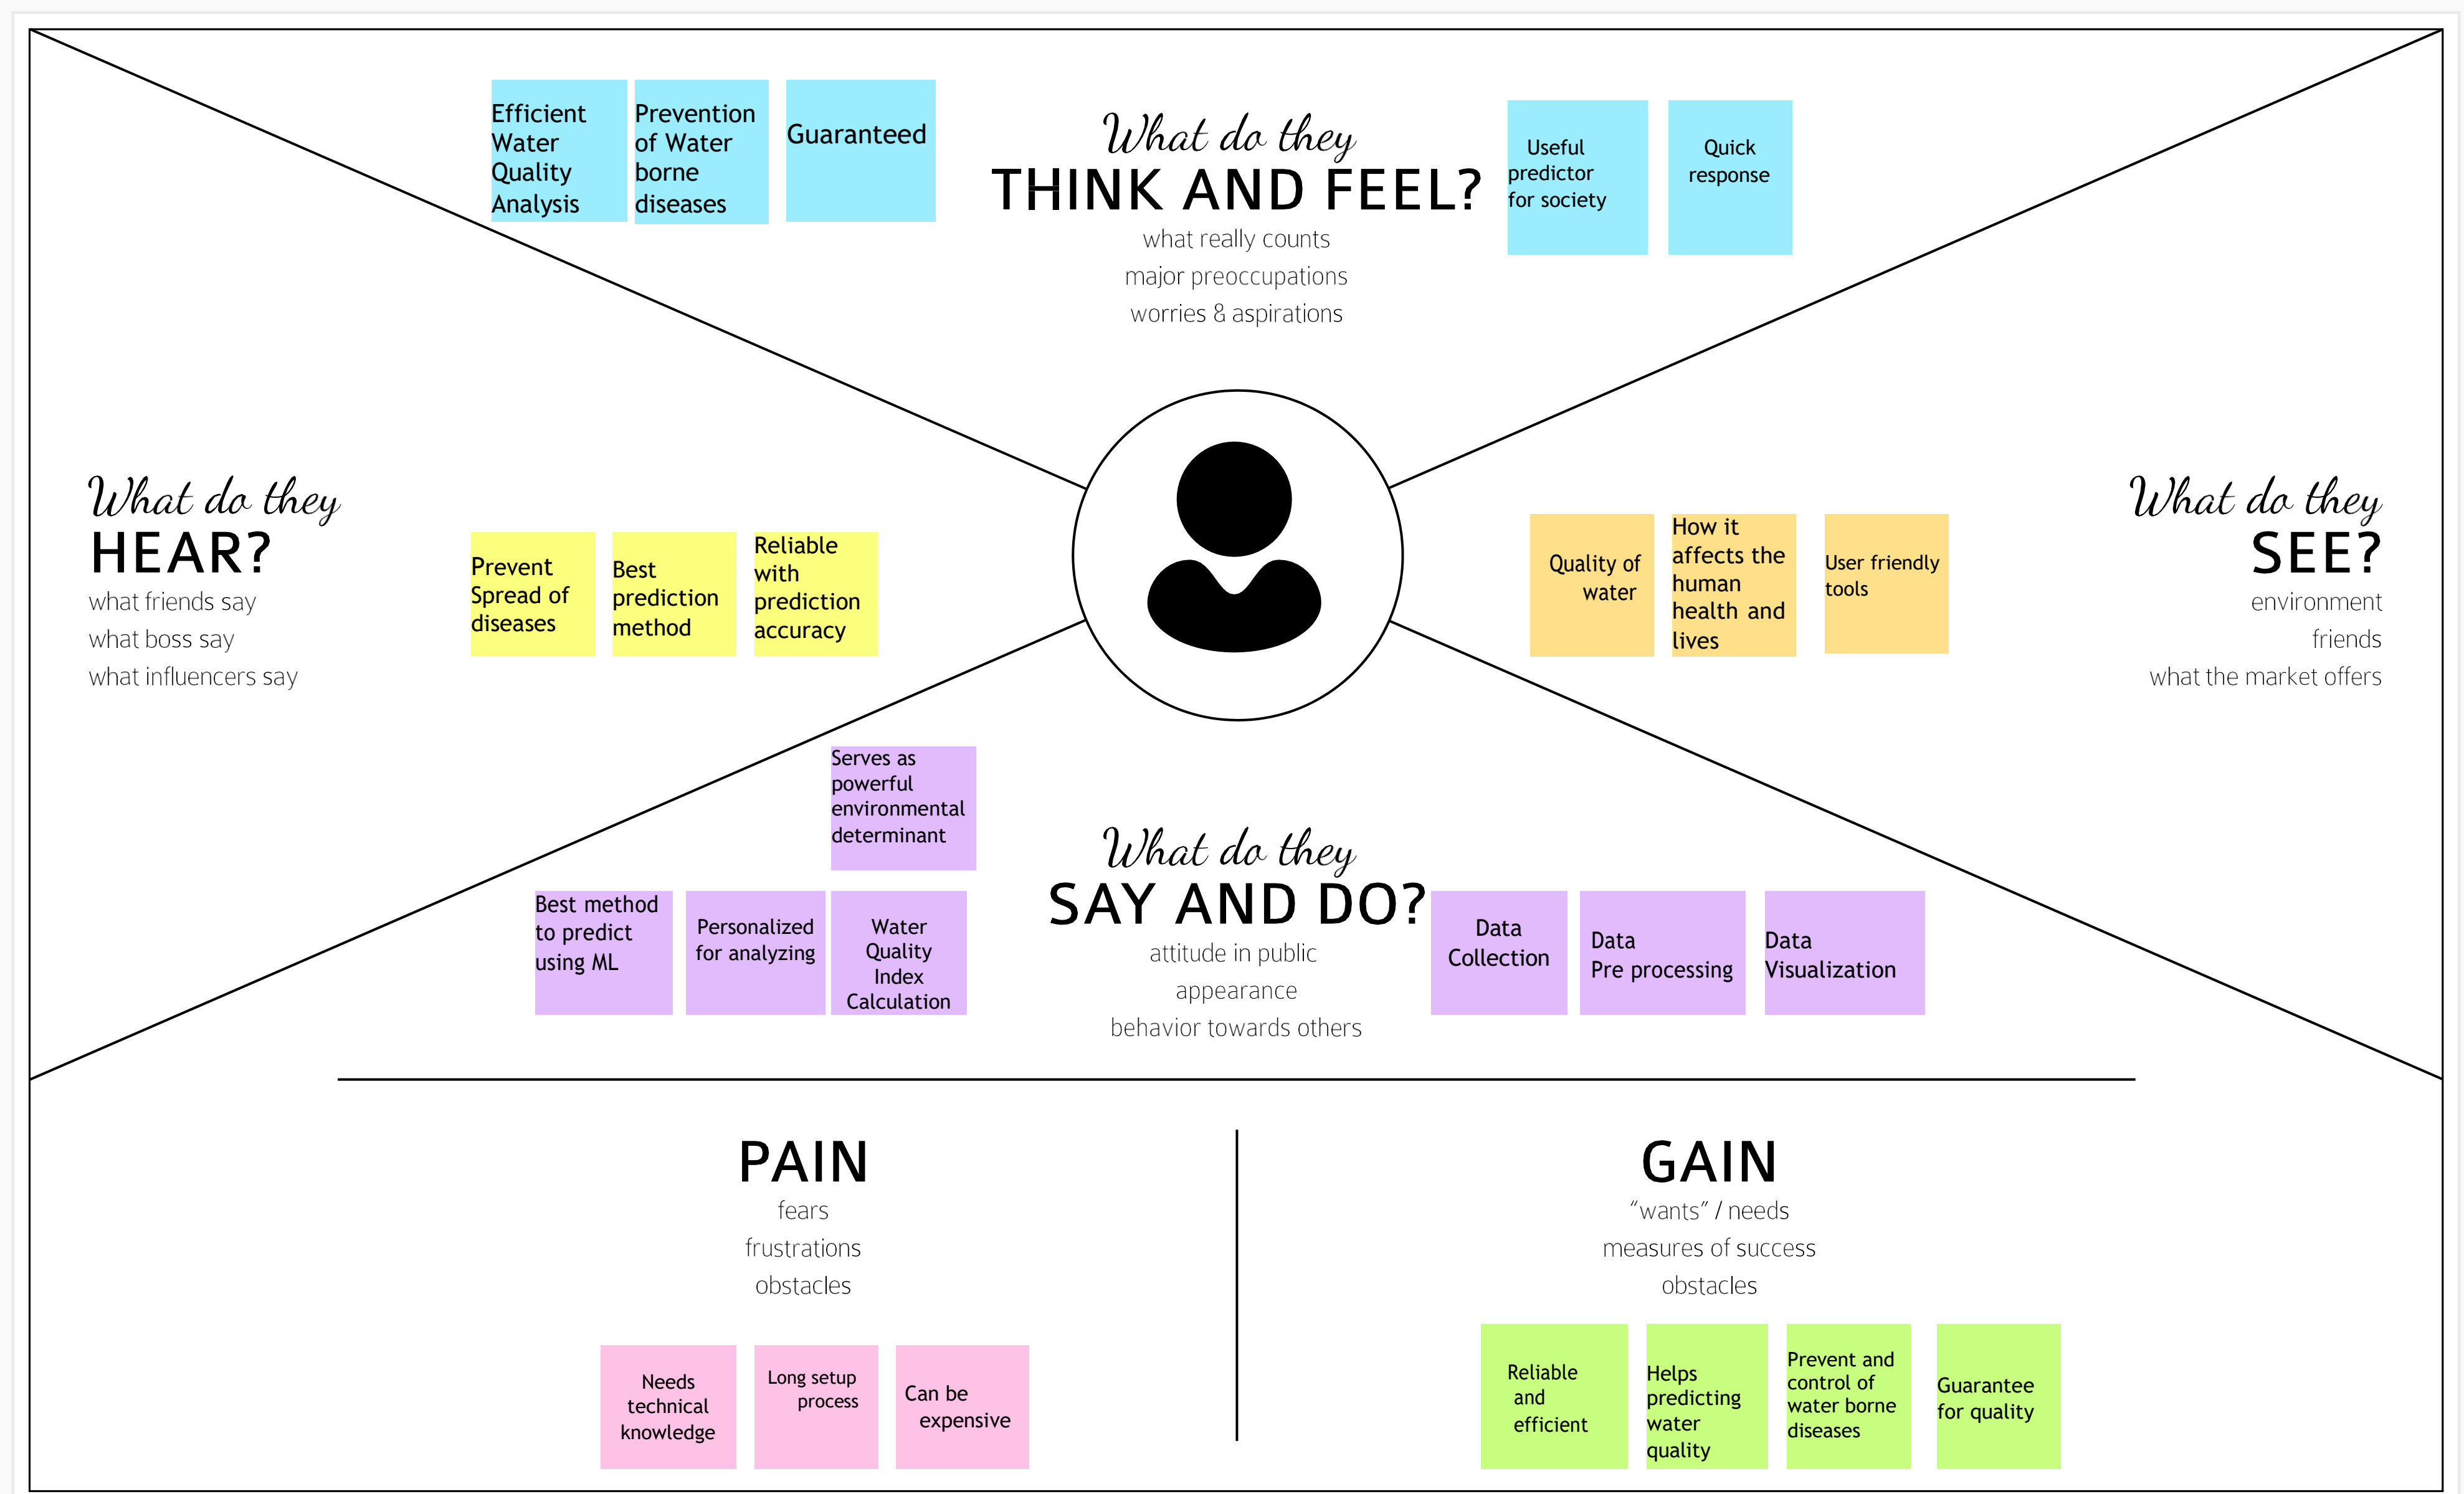 Efficient
Water
Quality
Analysis
Prevention
of Water
borne
diseases
Guaranteed
What do they
THINK AND FEEL?
what really counts
major preoccupations
worries & aspirations
Useful
predictor
for society
Quick
response
What do they
HEAR?
what friends say
what boss say
what influencers say
Prevent
Spread of
diseases
Best
prediction
method
Reliable
with
prediction
accuracy
Quality of
water
How it
affects the
human
health and
lives
User friendly
tools
What do they
SEE?
environment
friends
what the market offers
Serves as
powerful
environmental
determinant
Best method
to predict
using ML
Personalized
for analyzing
Water
Quality
Index
Calculation
What do they
SAY AND DO?
attitude in public
appearance
behavior towards others
Data
Collection
Data
Pre processing
Data
Visualization
PAIN
fears
frustrations
obstacles
Needs
technical
knowledge
Long setup
process
Can be
expensive
GAIN
“wants” / needs
measures of success
obstacles
Reliable
and
efficient
Helps
predicting
water
quality
Prevent and
control of
water borne
diseases
Guarantee
for quality